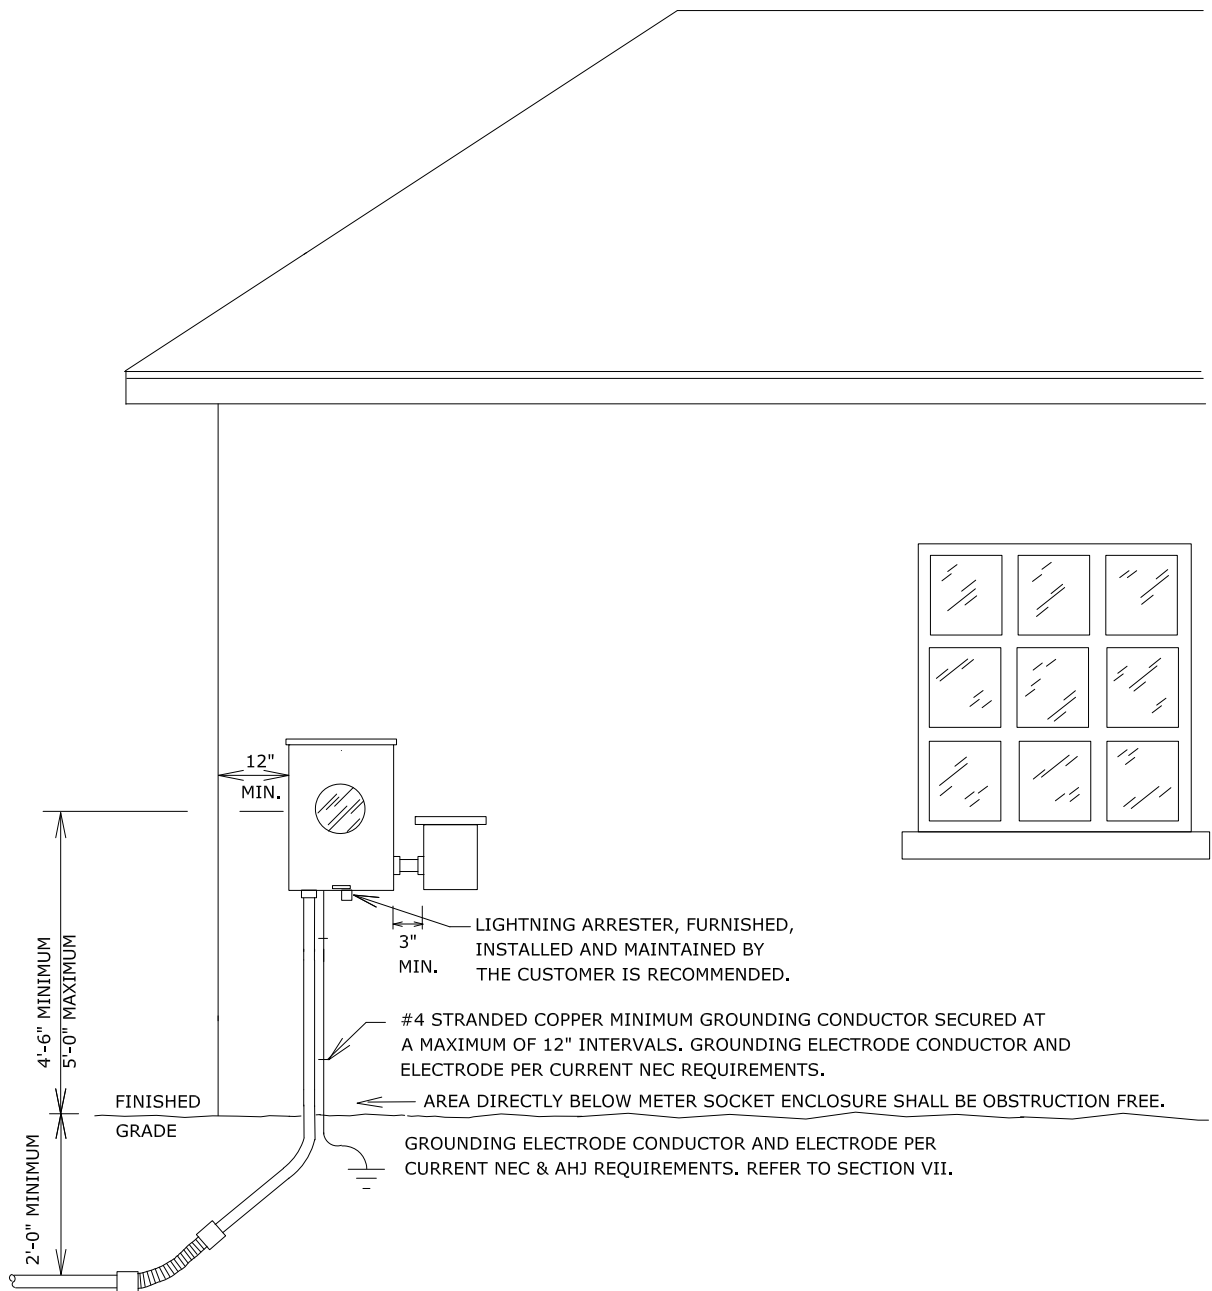 12"
MIN.
LIGHTNING ARRESTER, FURNISHED,
INSTALLED AND MAINTAINED BY
THE CUSTOMER IS RECOMMENDED.
3"
MIN.
4'-6" MINIMUM
5'-0" MAXIMUM
#4 STRANDED COPPER MINIMUM GROUNDING CONDUCTOR SECURED AT
A MAXIMUM OF 12" INTERVALS. GROUNDING ELECTRODE CONDUCTOR AND
ELECTRODE PER CURRENT NEC REQUIREMENTS.
FINISHED
GRADE
AREA DIRECTLY BELOW METER SOCKET ENCLOSURE SHALL BE OBSTRUCTION FREE.
GROUNDING ELECTRODE CONDUCTOR AND ELECTRODE PER
CURRENT NEC & AHJ REQUIREMENTS. REFER TO SECTION VII.
2'-0" MINIMUM